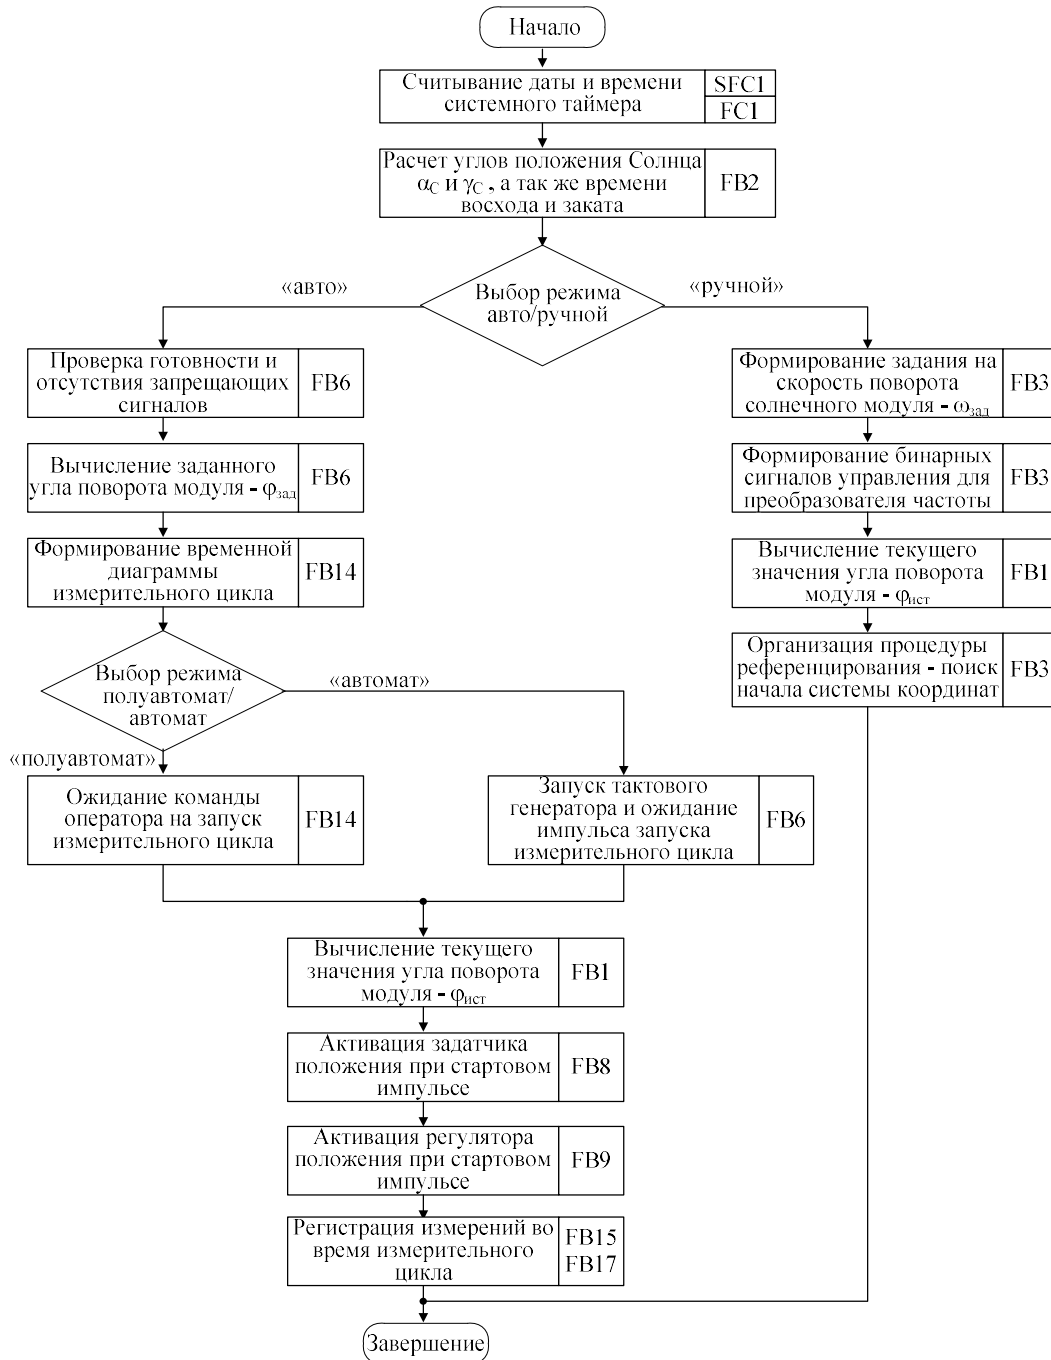 Начало
Считывание даты и времени
системного таймера
SFC1
FC1
Расчет углов положения Солнца
αC и γC , а так же времени
восхода и заката
FB2
Выбор режима
авто/ручной
«авто»
«ручной»
Проверка готовности и
отсутствия запрещающих
сигналов
FB6
Вычисление заданного
угла поворота модуля - φзад
FB6
Формирование временной
диаграммы
измерительного цикла
FB14
Выбор режима
полуавтомат/
автомат
«автомат»
«полуавтомат»
Ожидание команды
оператора на запуск
измерительного цикла
FB14
Запуск тактового
генератора и ожидание
импульса запуска
измерительного цикла
FB6
Формирование задания на
скорость поворота
солнечного модуля - ωзад
FB3
Формирование бинарных
сигналов управления для
преобразователя частоты
FB3
Вычисление текущего
значения угла поворота
модуля - φист
FB1
Организация процедуры
референцирования - поиск
начала системы координат
FB3
Вычисление текущего
значения угла поворота
модуля - φист
FB1
Активация задатчика
положения при стартовом
импульсе
FB8
Активация регулятора
положения при стартовом
импульсе
FB9
Регистрация измерений во
время измерительного
цикла
FB15
FB17
Завершение